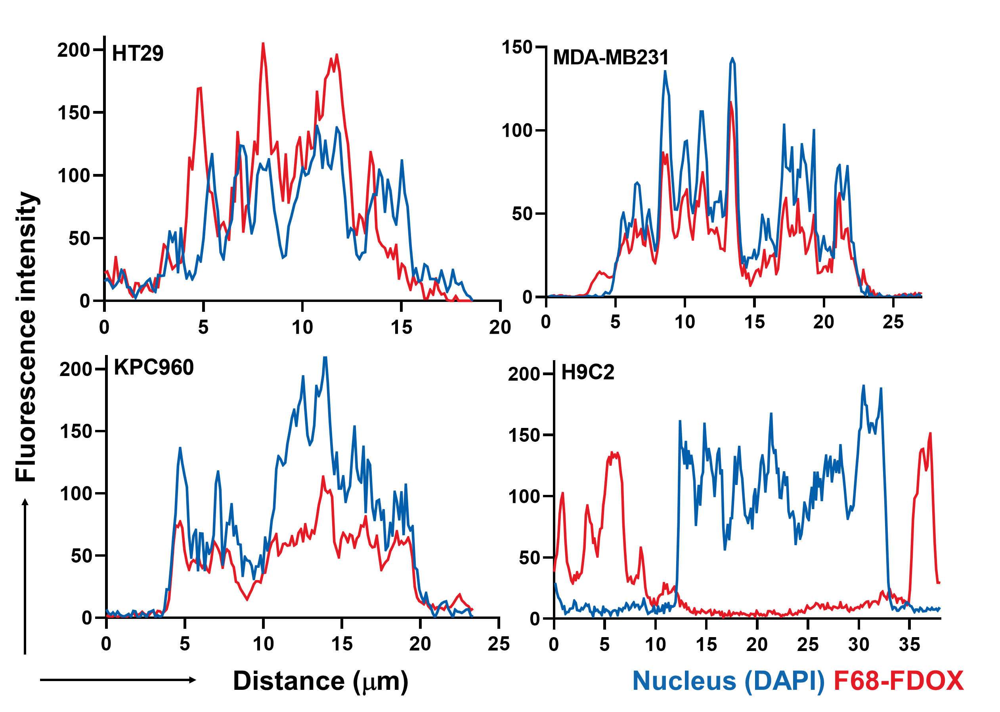 HT29
200
150
100
50
0
0 5 10 15 20
MDA-MB231
150
100
50
0
0 5 10 15 20 25
Fluorescence intensity
KPC960
200
150
100
50
0
0 5 10 15 20 25
H9C2
200
150
100
50
0
0 5 10 15 20 25 30 35
Distance (μm)
Nucleus (DAPI) F68-FDOX